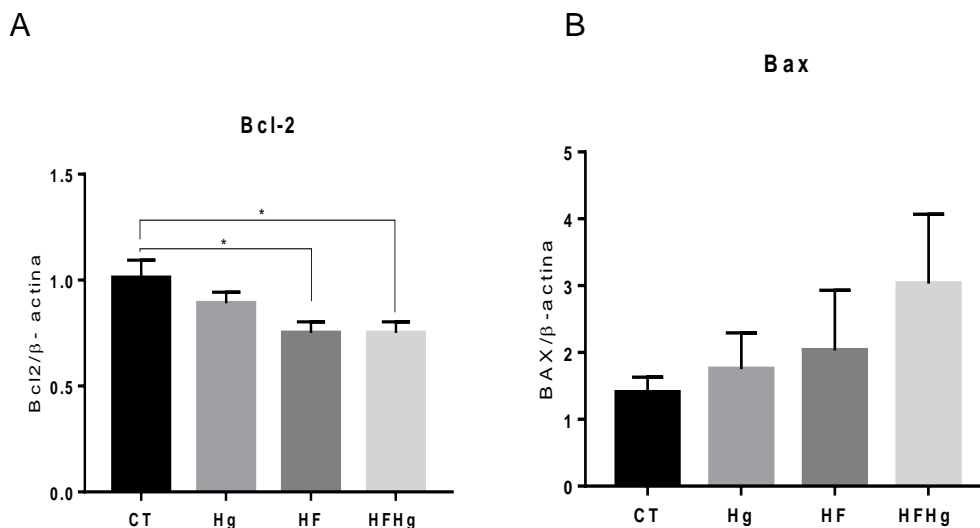 A
Bcl-2
Bcl2/β- actina
1.5
1.0
0.5
0.0
*
*
CT Hg HF HFHg
B
Bax
BAX/β-actina
5
4
3
2
1
0
CT Hg HF HFHg